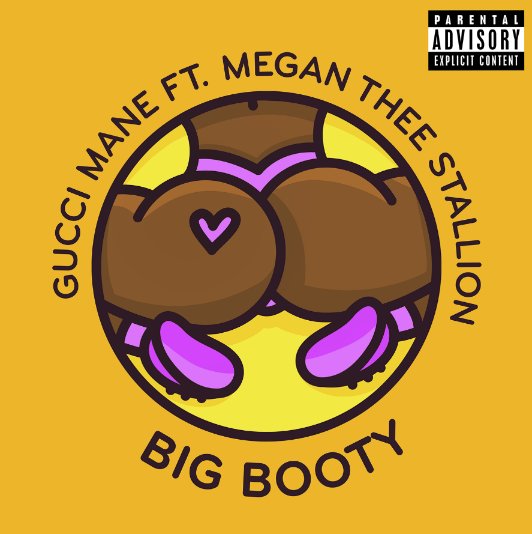 PARENTAL
ADVISORY
EXPLICIT CONTENT
GUCCI MANE FT. MEGAN THEE STALLION
BIG BOOTY